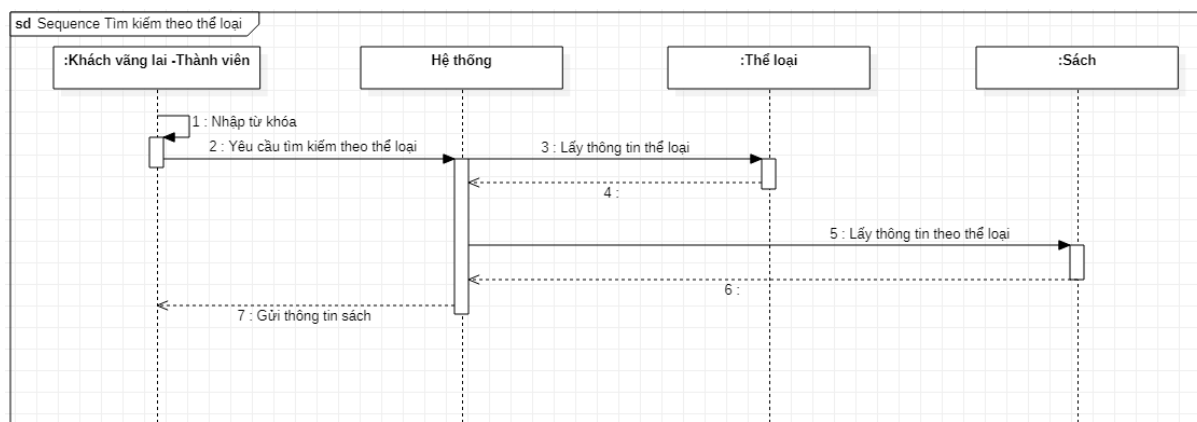 sd Sequence Tìm kiếm theo thể loại
:Khách vãng lai -Thành viên
Hệ thống
:Thể loại
:Sách
1 : Nhập từ khóa
2 : Yêu cầu tìm kiếm theo thể loại
3 : Lấy thông tin thể loại
4 :
5 : Lấy thông tin theo thể loại
6 :
7 : Gửi thông tin sách